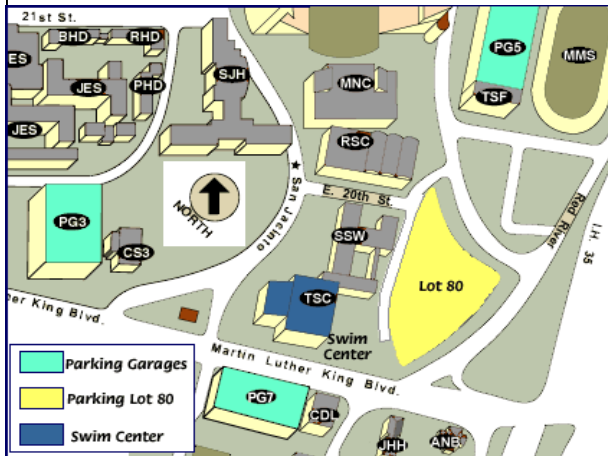 21st St.
BHD
RHD
ES
JES
PHD
SJH
PG5
MMS
TSF
MNC
JES
RSC
San Jacinto
E. 20th St.
NORTH
PG3
CS3
SSW
Red River
I.H. 35
Lot 80
TSC
her King Blvd.
Swim
Center
Martin Luther King Blvd.
PG7
CDL
JHH
ANB
Parking Garages
Parking Lot 80
Swim Center